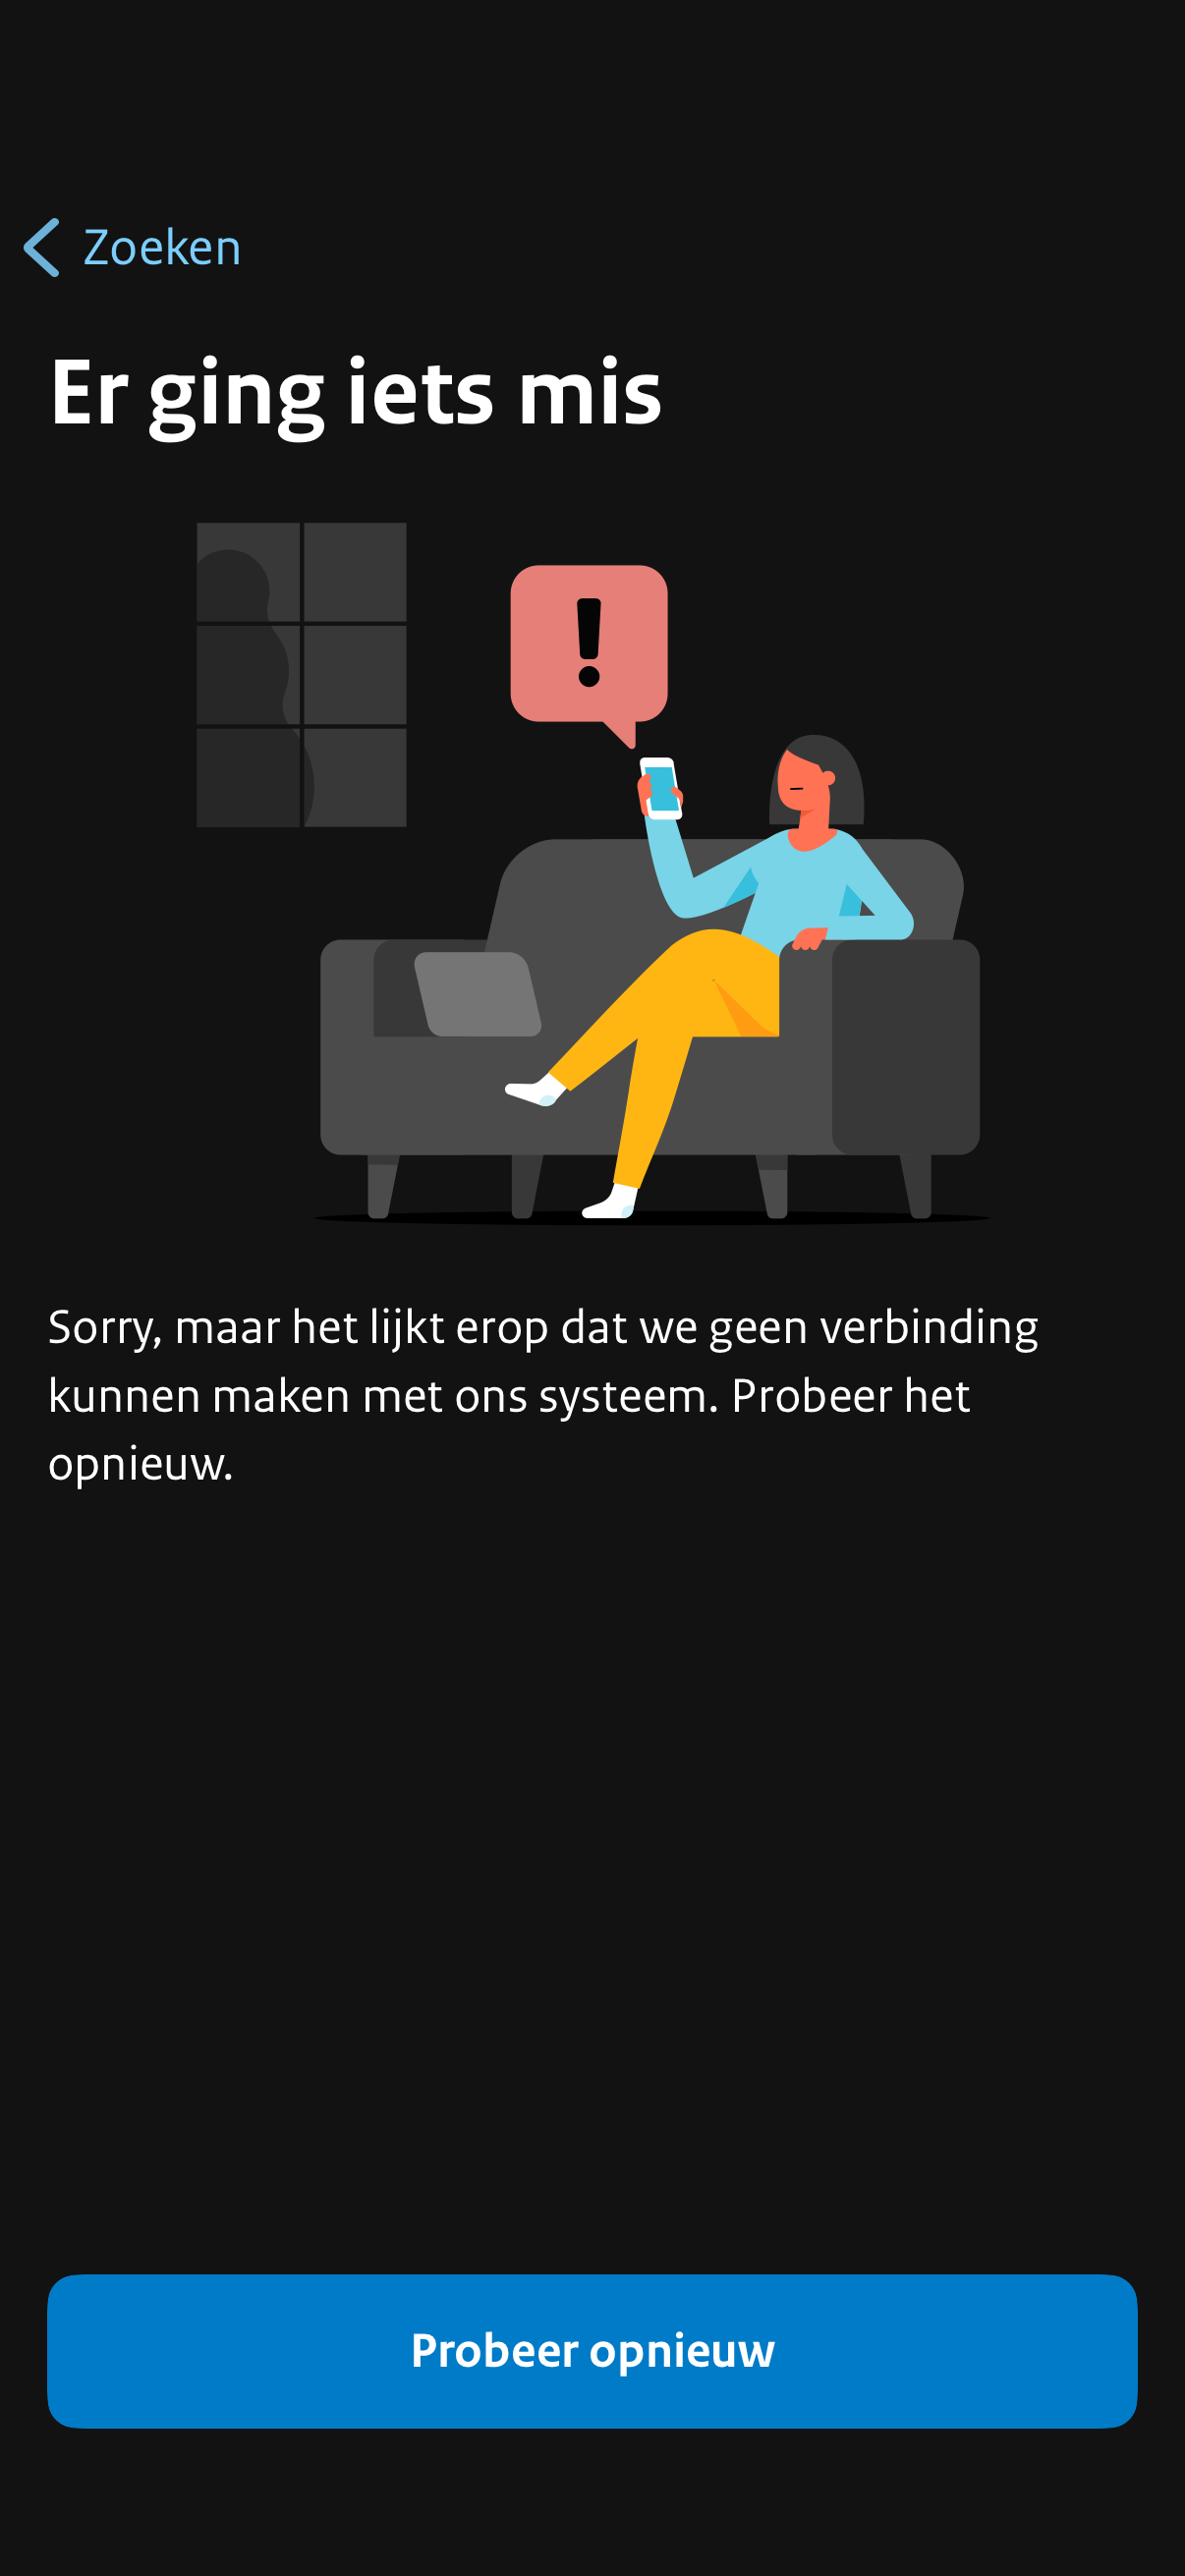 Zoeken
Er ging iets mis
!
Sorry, maar het lijkt erop dat we geen verbinding
kunnen maken met ons systeem. Probeer het
opnieuw.
Probeer opnieuw